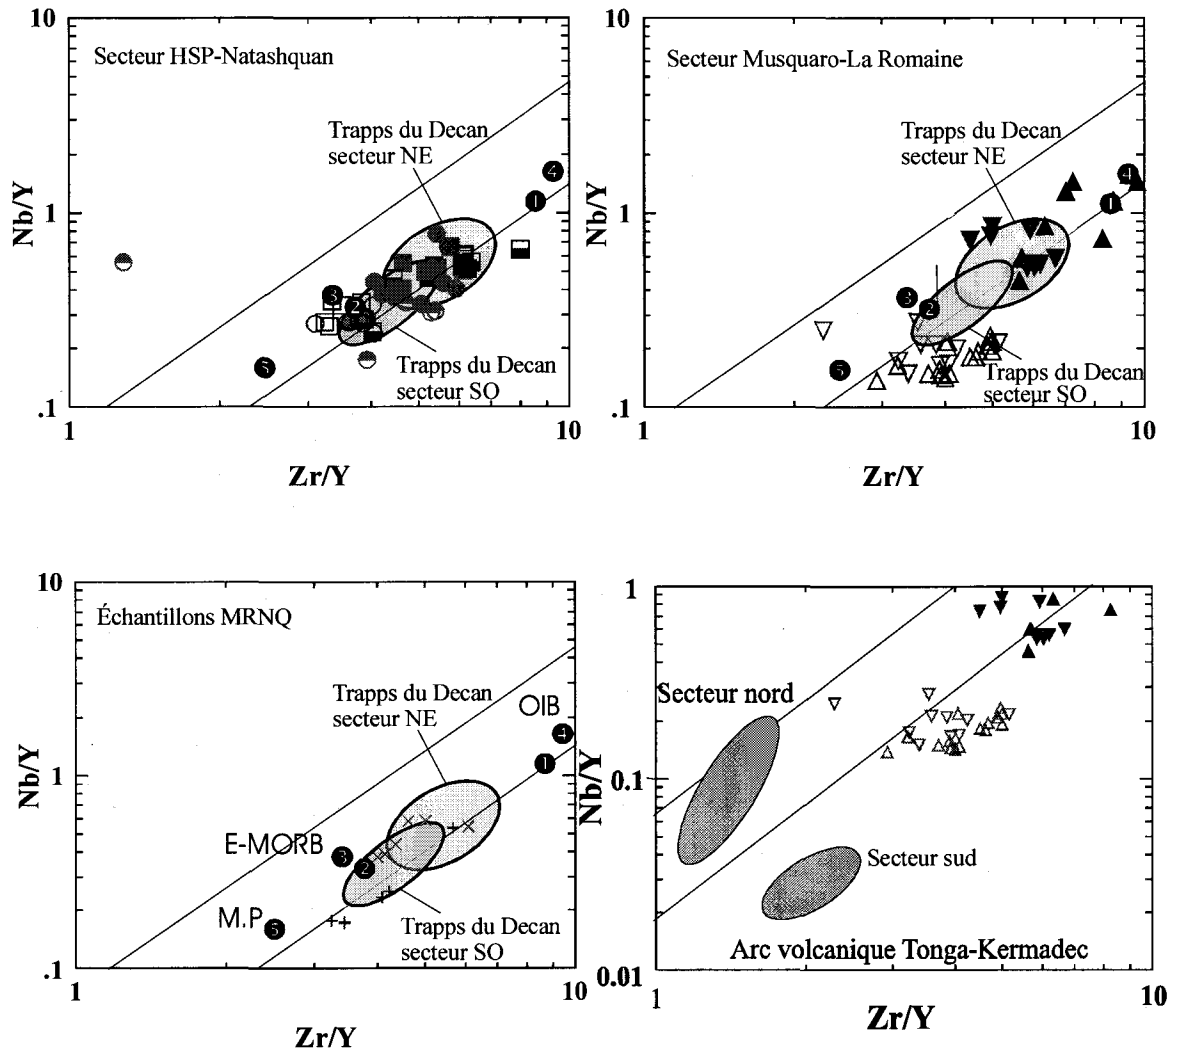 10
Secteur HSP-Natashquan
Trapps du Decan
secteur NE
4
1
1
3
2
5
Trapps du Decan
secteur SO
.1
1
10
Nb/Y
Zr/Y
10
Secteur Musquaro-La Romaine
Trapps du Decan
secteur NE
4
1
1
3
2
5
Trapps du Decan
secteur SO
.1
1
10
Nb/Y
Zr/Y
10
Échantillons MRNQ
Trapps du Decan
secteur NE
OIB
4
1
1
E-MORB
3
2
M.P
5
Trapps du Decan
secteur SO
.1
1
10
Nb/Y
Zr/Y
1
Secteur nord
0.1
Secteur sud
Arc volcanique Tonga-Kermadec
0.01
1
10
Nb/Y
Zr/Y